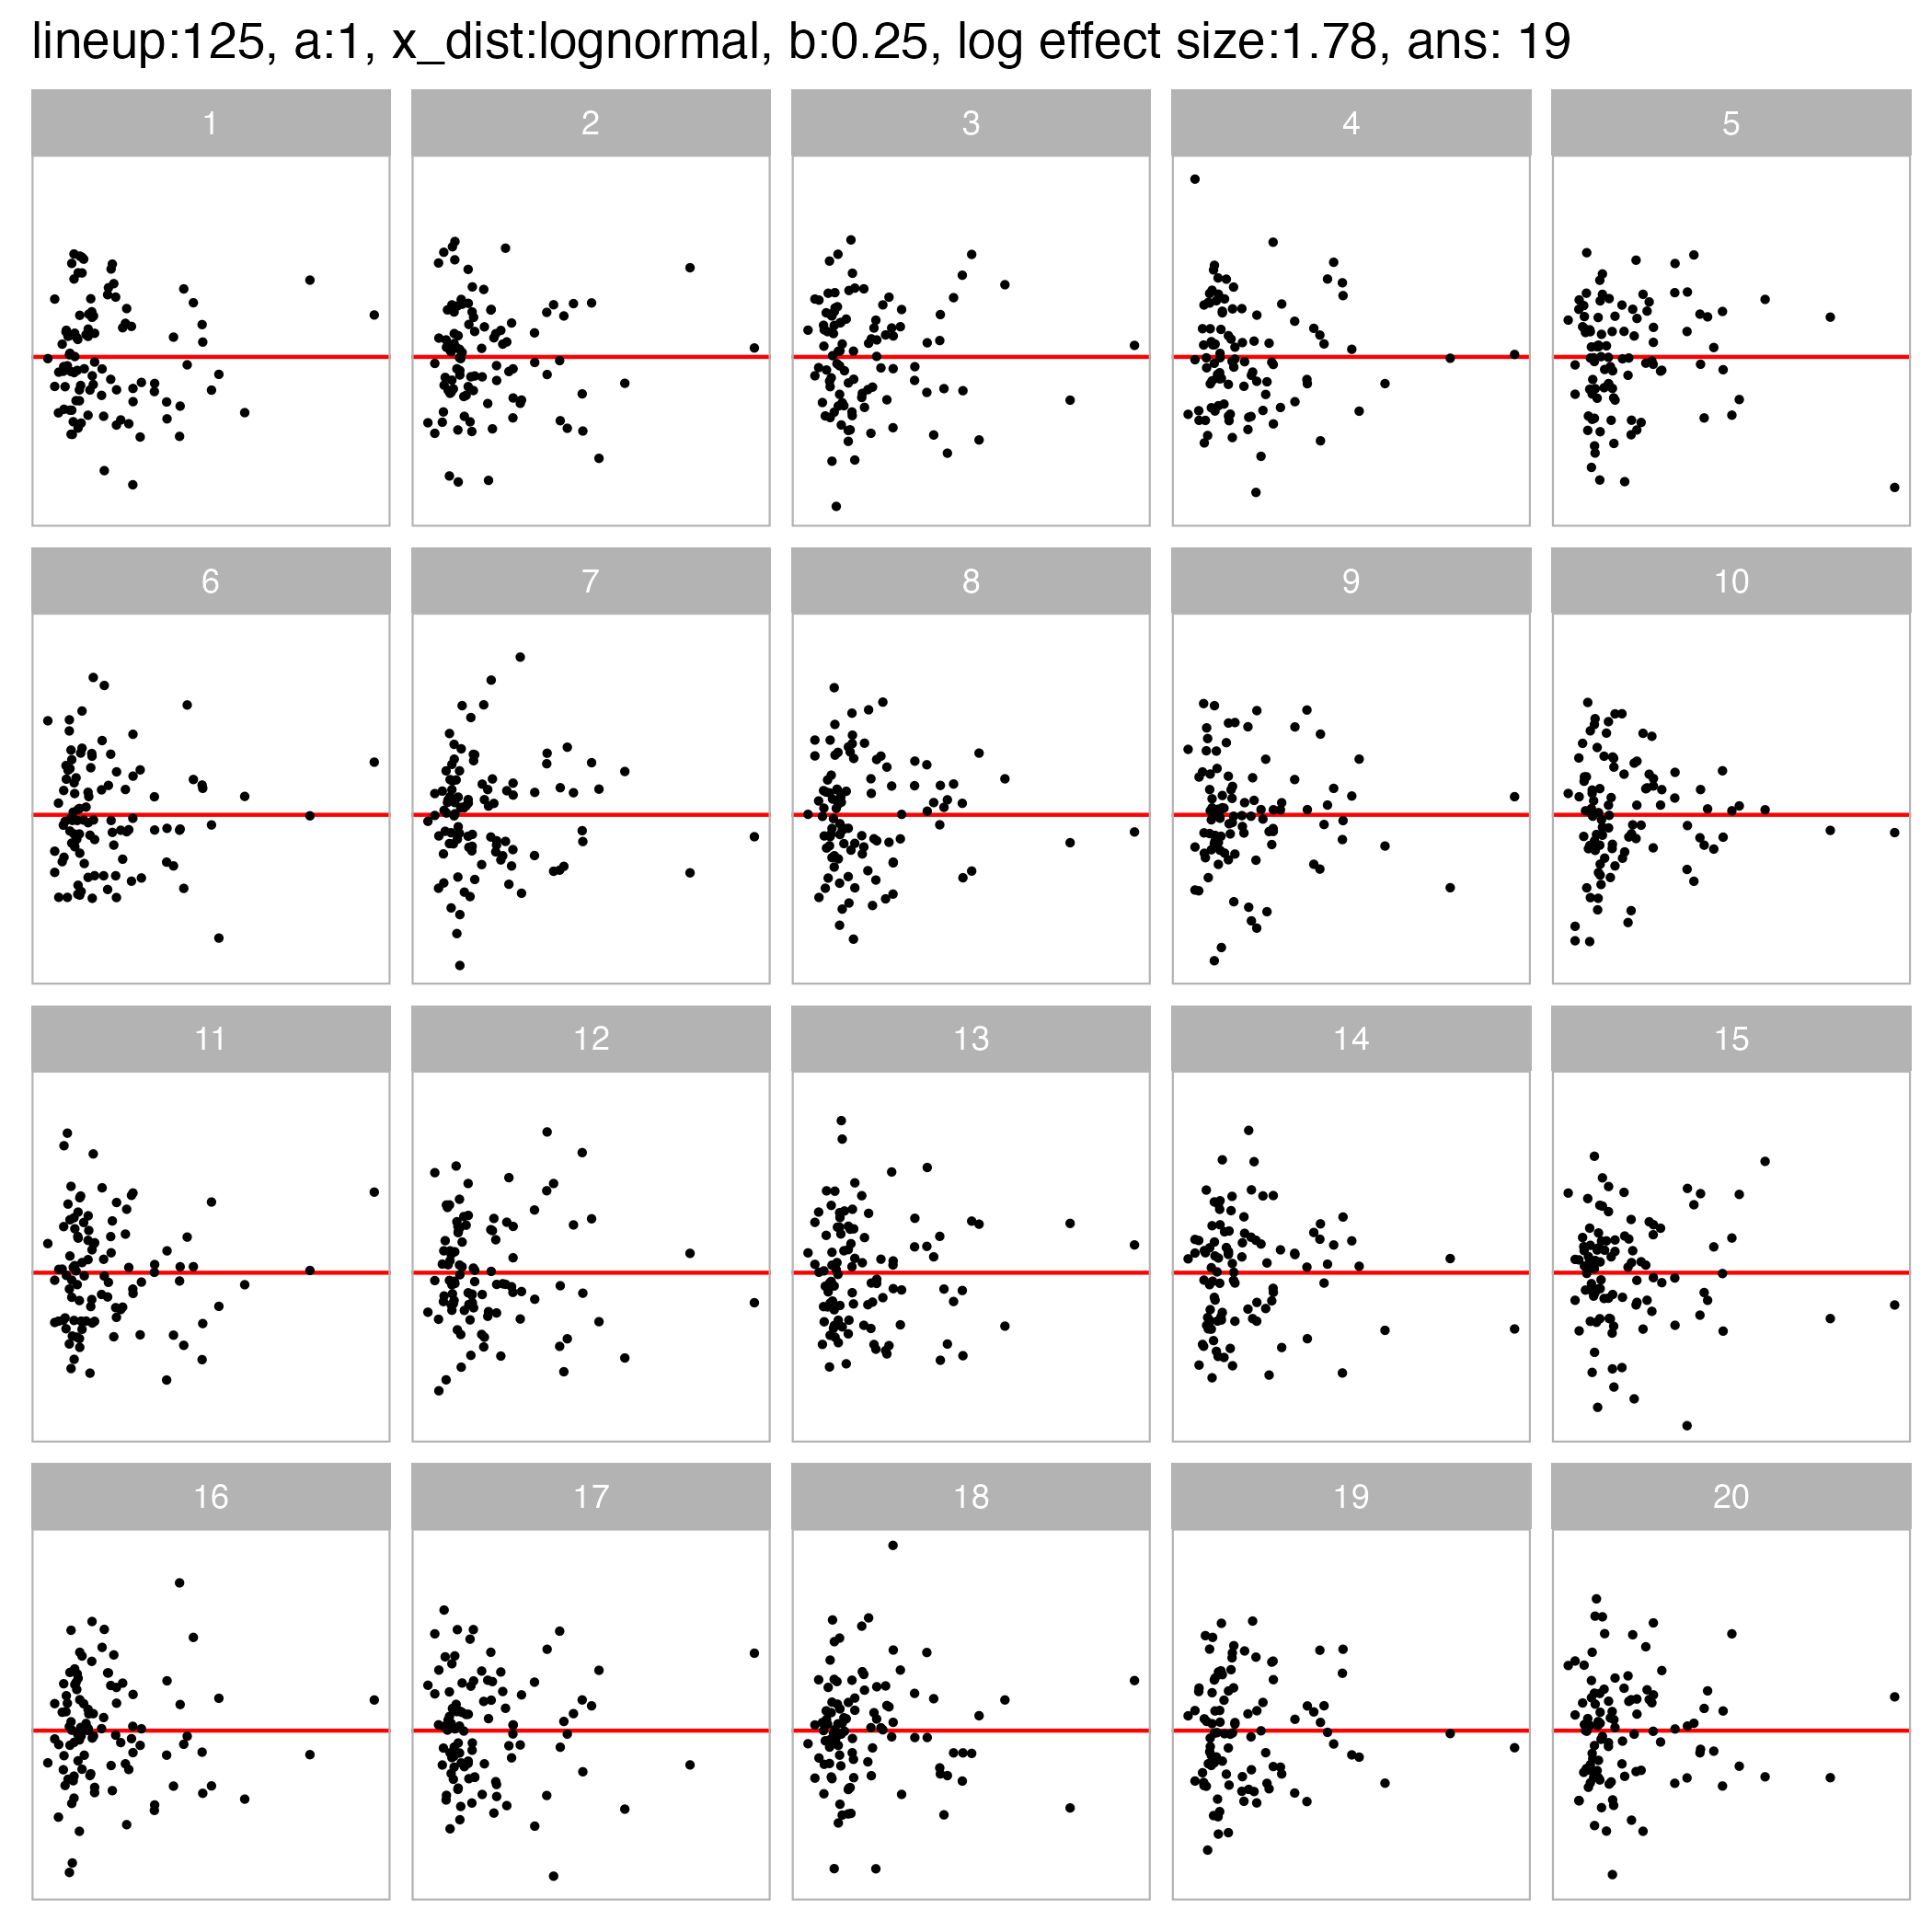 lineup:125, a:1, x_dist:lognormal, b:0.25, log effect size:1.78, ans: 19
1 2 3 4 5
6 7 8 9 10
11 12 13 14 15
16 17 18 19 20